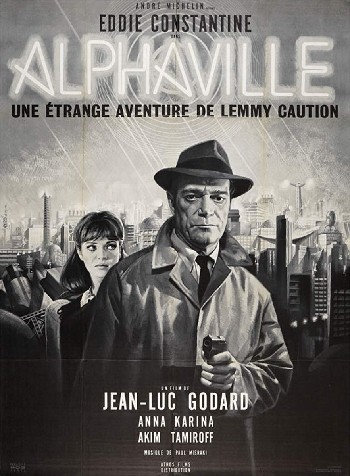 ANDRÉ MICHELIN
EDDIE CONSTANTINE
DANS
ALPHAVILLE
UNE ÉTRANGE AVENTURE DE LEMMY CAUTION
UN FILM DE
JEAN-LUC GODARD
ANNA KARINA
AKIM TAMIROFF
MUSIQUE DE PAUL MISRAKI
ATHOS FILMS
DISTRIBUTION